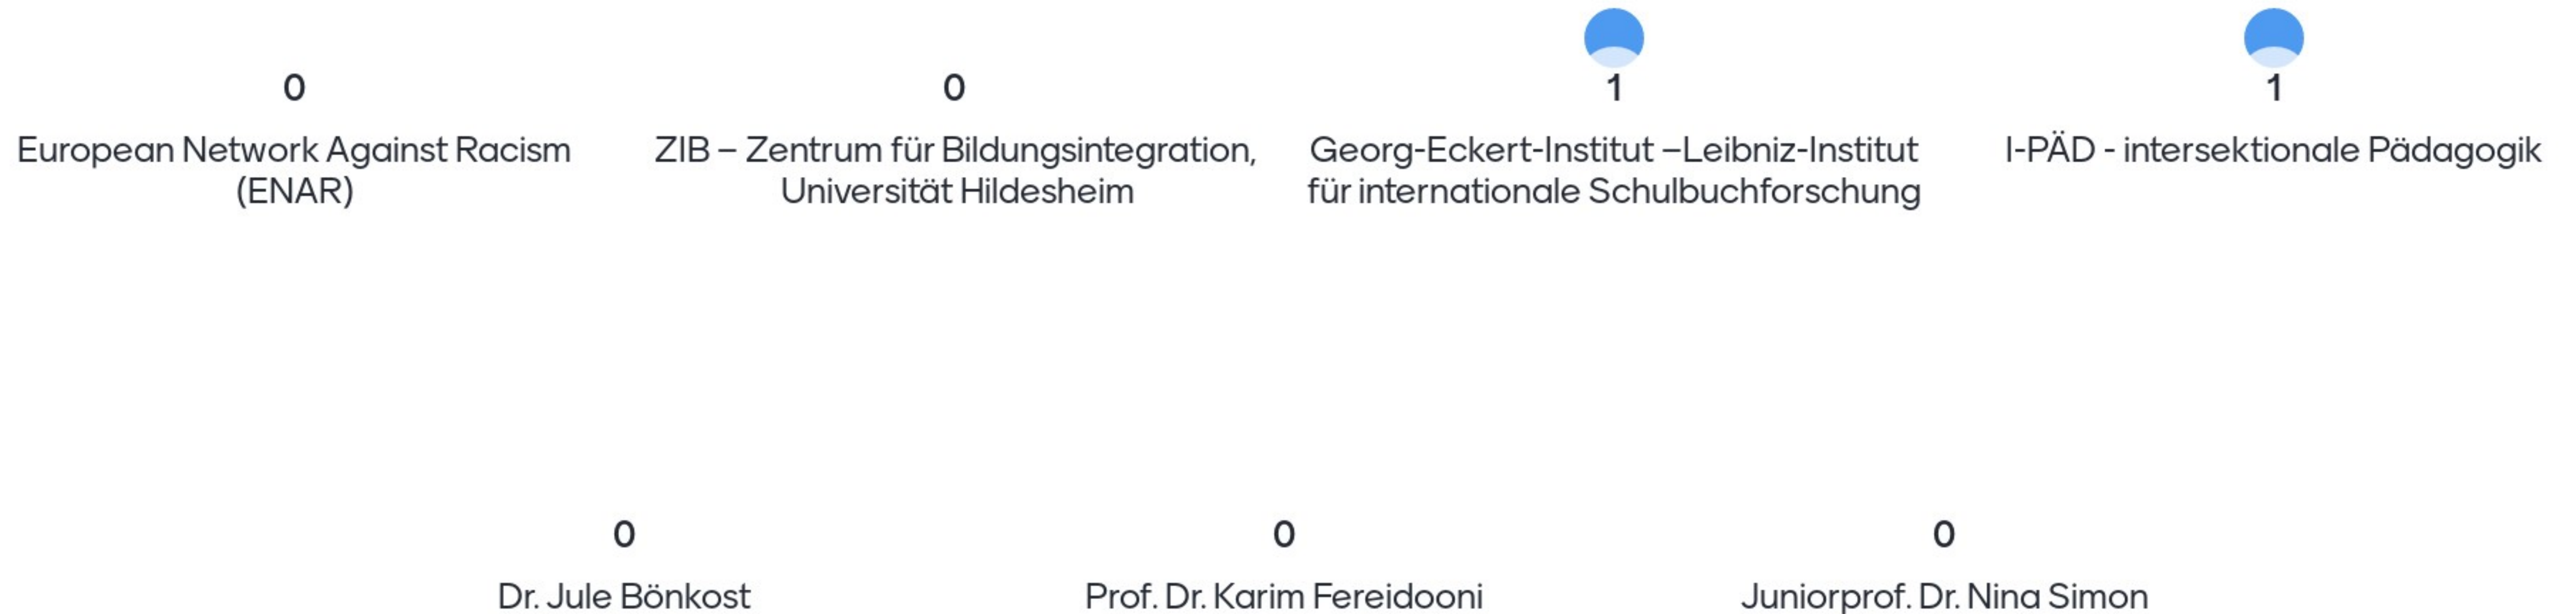 0
0
1
1
European Network Against Racism
(ENAR)
ZIB – Zentrum für Bildungsintegration,
Universität Hildesheim
Georg-Eckert-Institut –Leibniz-Institut
für internationale Schulbuchforschung
I-PÄD - intersektionale Pädagogik
0
0
0
Dr. Jule Bönkost
Prof. Dr. Karim Fereidooni
Juniorprof. Dr. Nina Simon